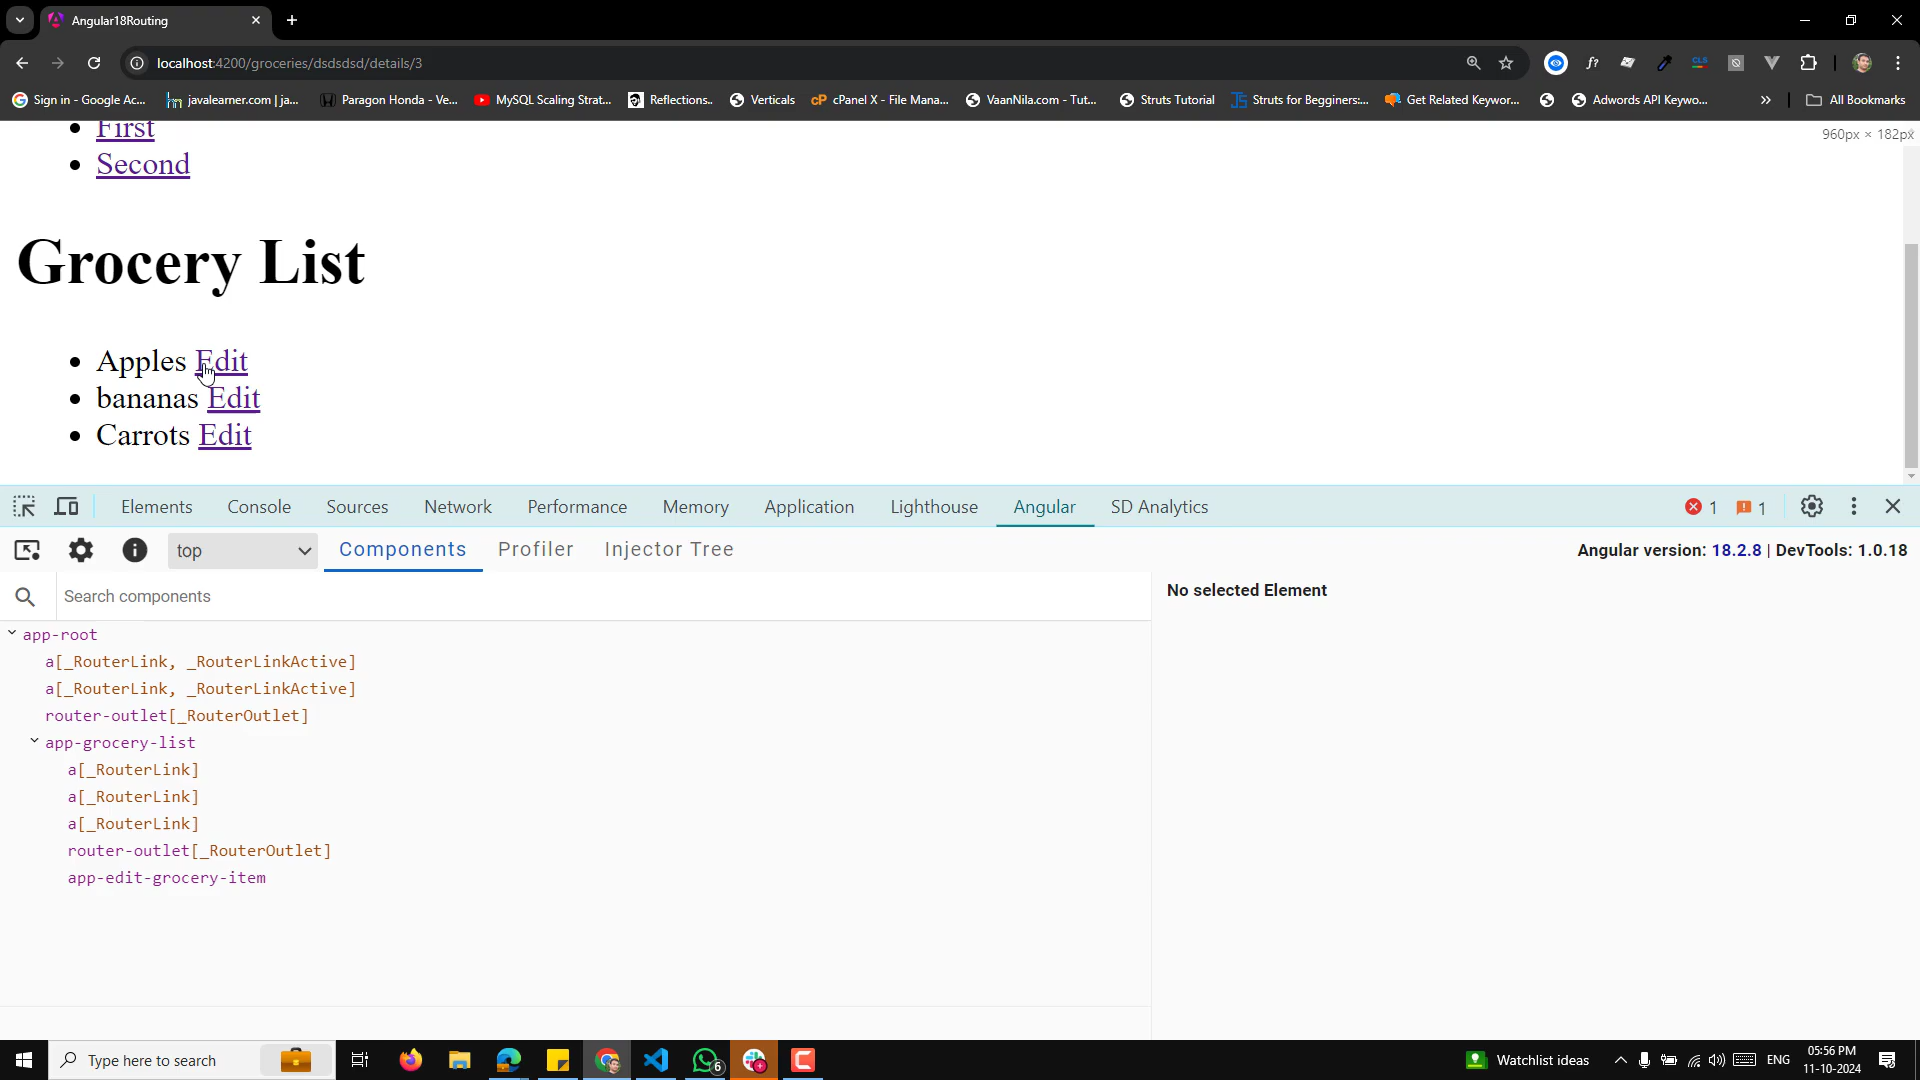 Angular18Routing
localhost:4200/groceries/dsdsdsd/details/3
f?
CLS
Sign in - Google Ac...
javalearner.com | ja...
Paragon Honda - Ve...
MySQL Scaling Strat...
Reflections..
Verticals
cP cPanel X - File Mana...
VaanNila.com - Tut...
Struts Tutorial
JS Struts for Begginers:...
Get Related Keywor...
Adwords API Keywo...
All Bookmarks
960px × 182px
First
Second
Grocery List
Apples Edit
bananas Edit
Carrots Edit
Elements
Console
Sources
Network
Performance
Memory
Application
Lighthouse
Angular
SD Analytics
1
1
top
Components
Profiler
Injector Tree
Angular version: 18.2.8 | DevTools: 1.0.18
Search components
No selected Element
app-root
a[_RouterLink, _RouterLinkActive]
a[_RouterLink, _RouterLinkActive]
router-outlet[_RouterOutlet]
app-grocery-list
a[_RouterLink]
a[_RouterLink]
a[_RouterLink]
router-outlet[_RouterOutlet]
app-edit-grocery-item
Type here to search
6
Watchlist ideas
ENG
05:56 PM
11-10-2024